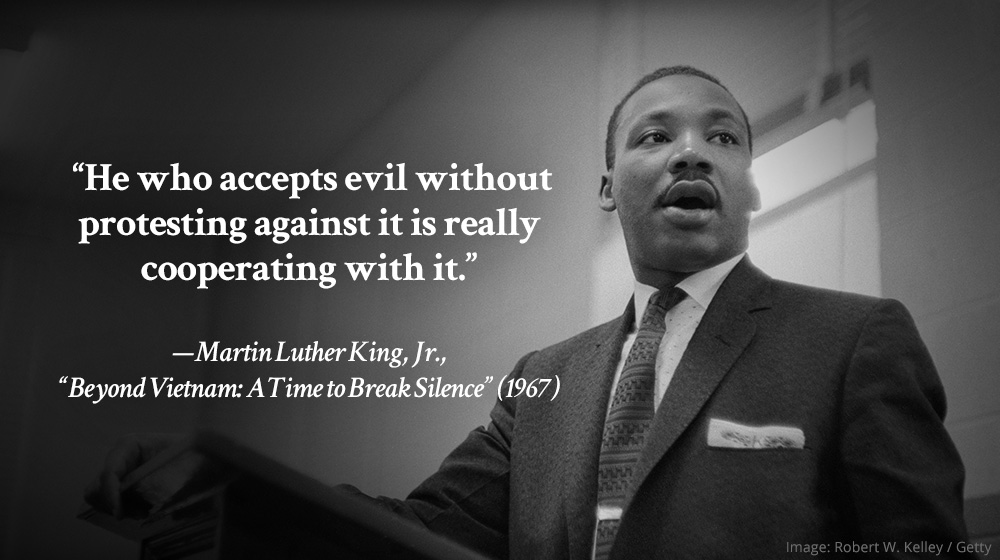 “He who accepts evil without
protesting against it is really
cooperating with it.”
—Martin Luther King, Jr.,
“Beyond Vietnam: A Time to Break Silence” (1967)
Image: Robert W. Kelley / Getty